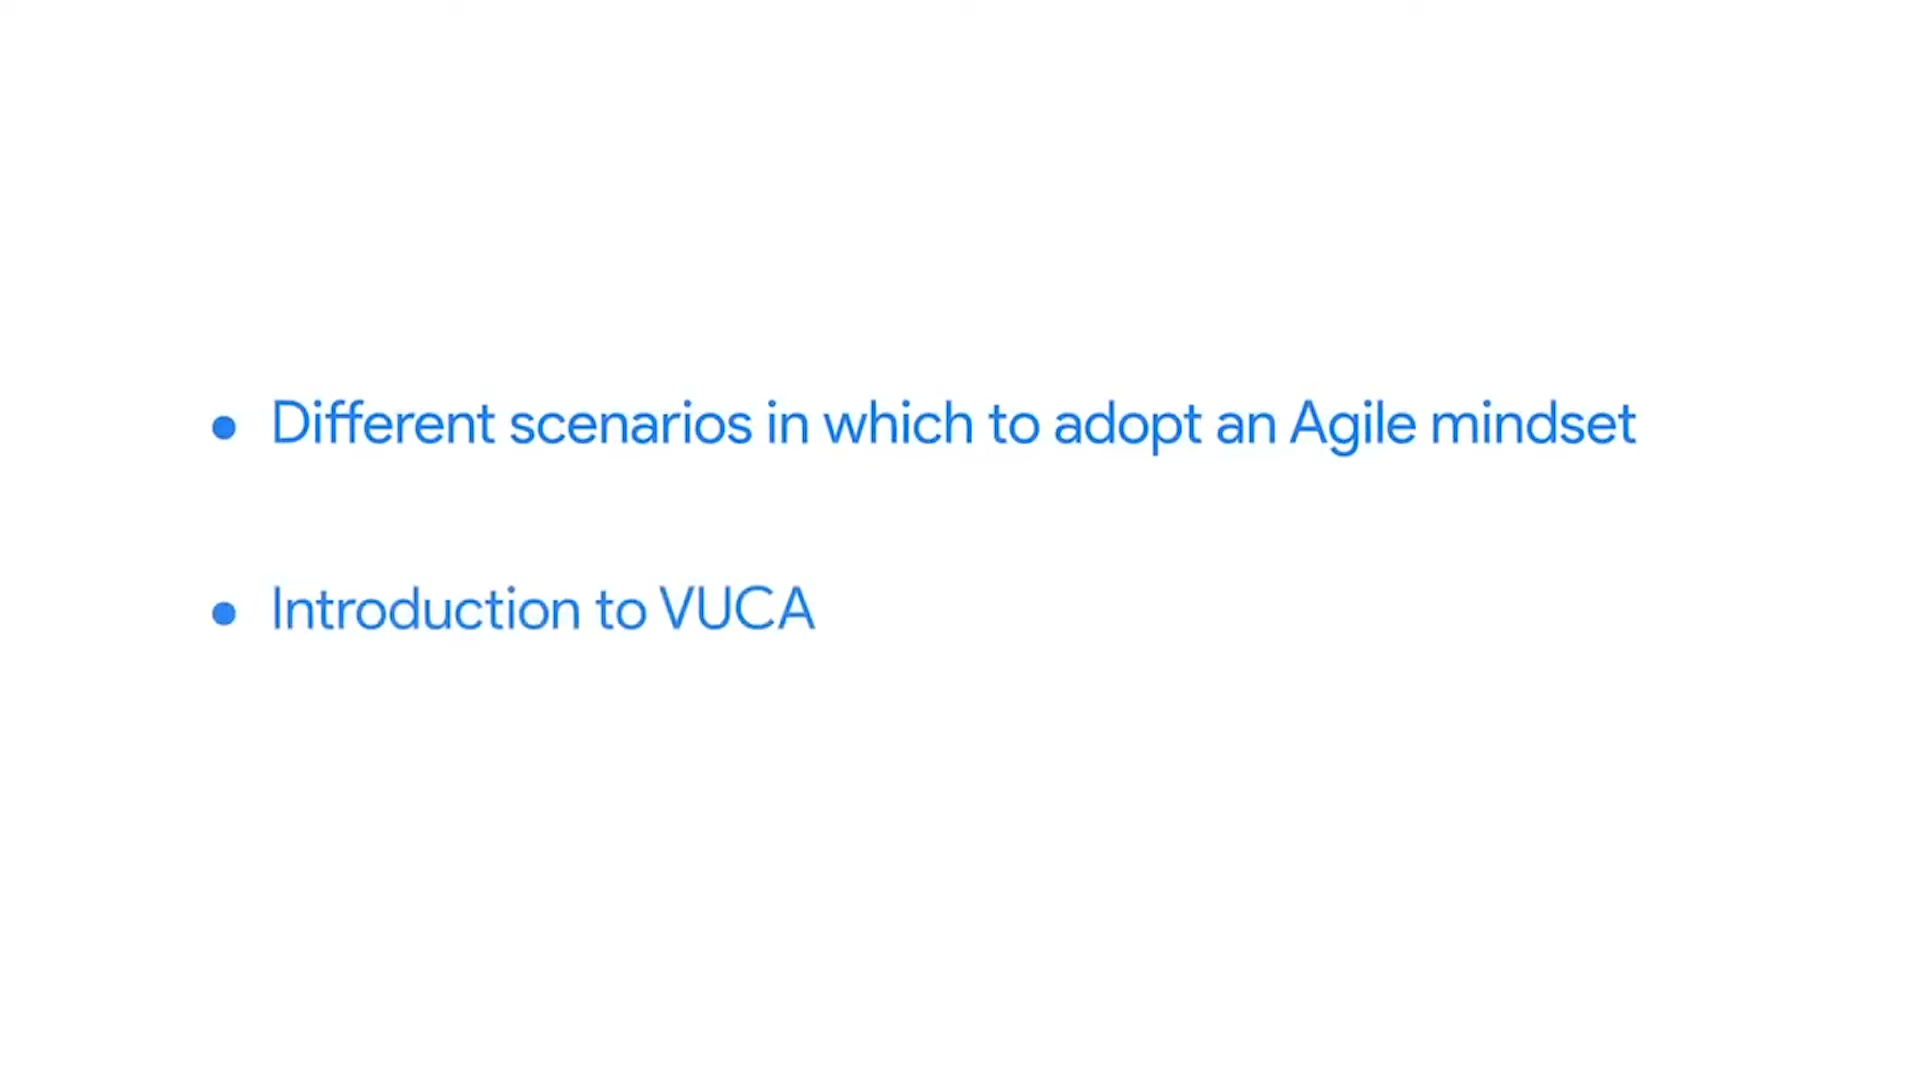 • Different scenarios in which to adopt an Agile mindset
• Introduction to VUCA